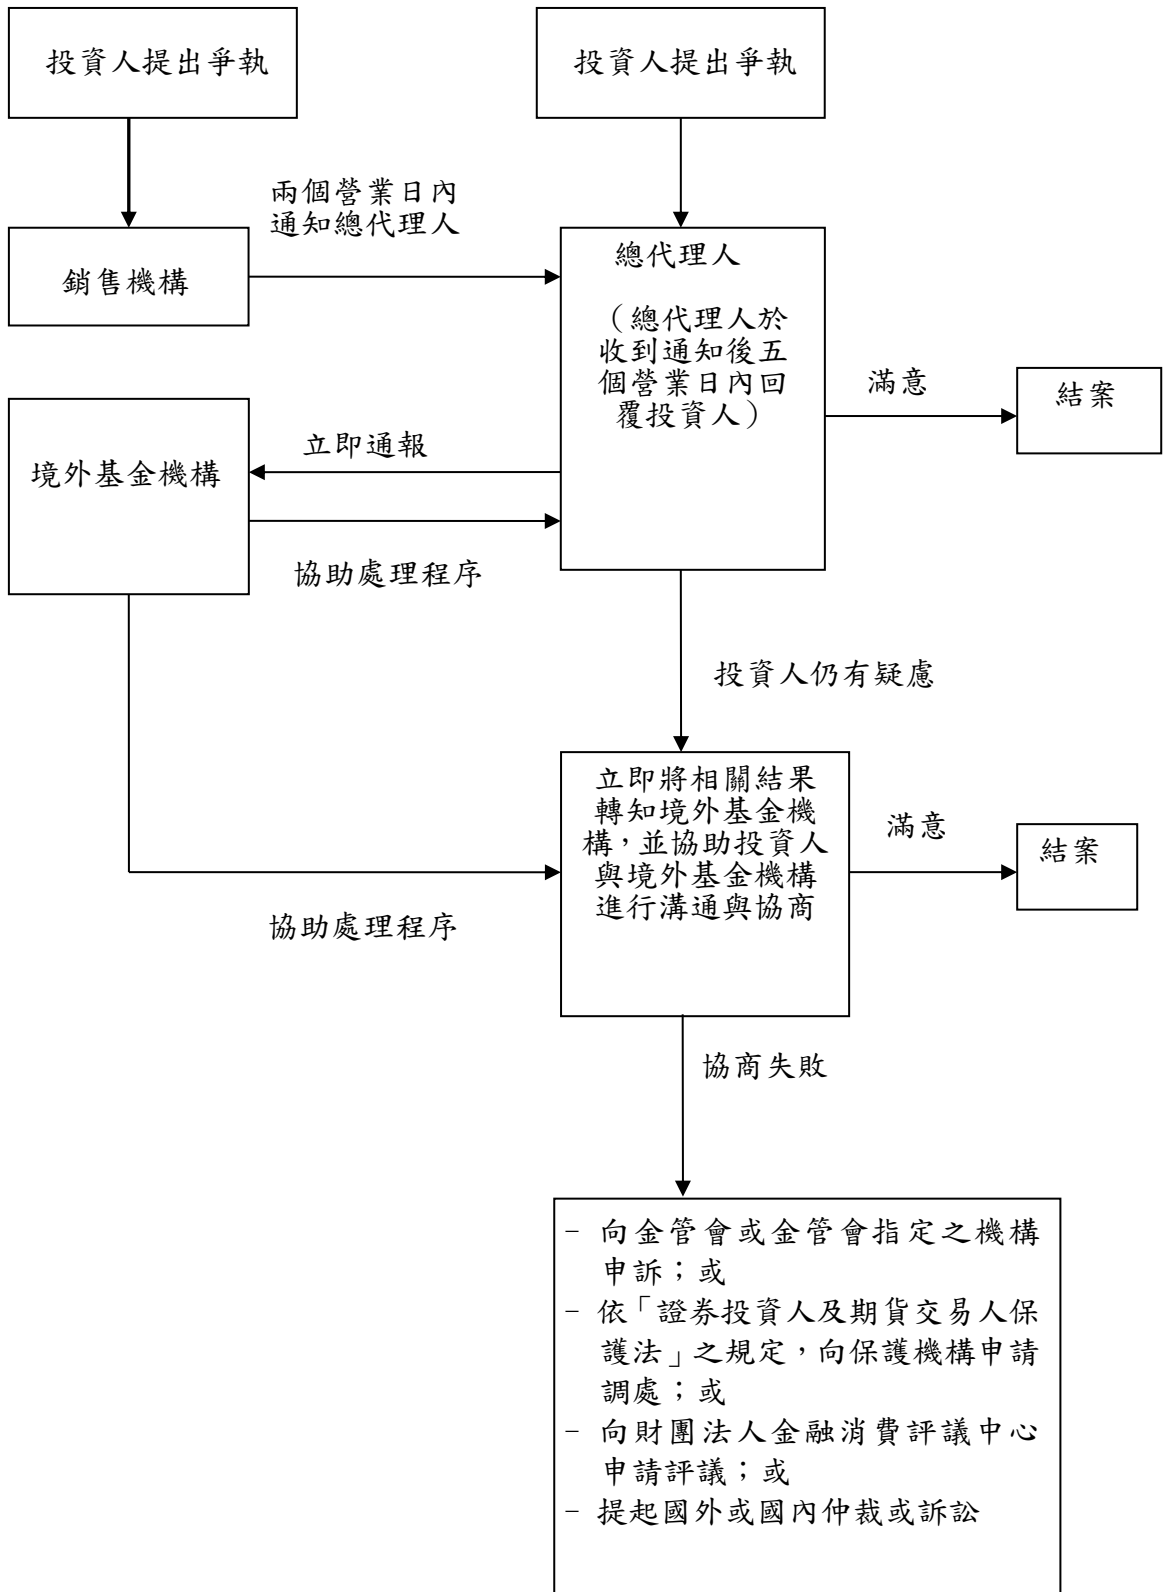 投資人提出爭執
投資人提出爭執
兩個營業日內
通知總代理人
銷售機構
總代理人
（總代理人於
收到通知後五
個營業日內回
覆投資人）
滿意
結案
立即通報
境外基金機構
協助處理程序
投資人仍有疑慮
立即將相關結果
轉知境外基金機
構，並協助投資人
與境外基金機構
進行溝通與協商
滿意
結案
協助處理程序
協商失敗
- 向金管會或金管會指定之機構
申訴；或
- 依「證券投資人及期貨交易人保
護法」之規定，向保護機構申請
調處；或
- 向財團法人金融消費評議中心
申請評議；或
- 提起國外或國內仲裁或訴訟